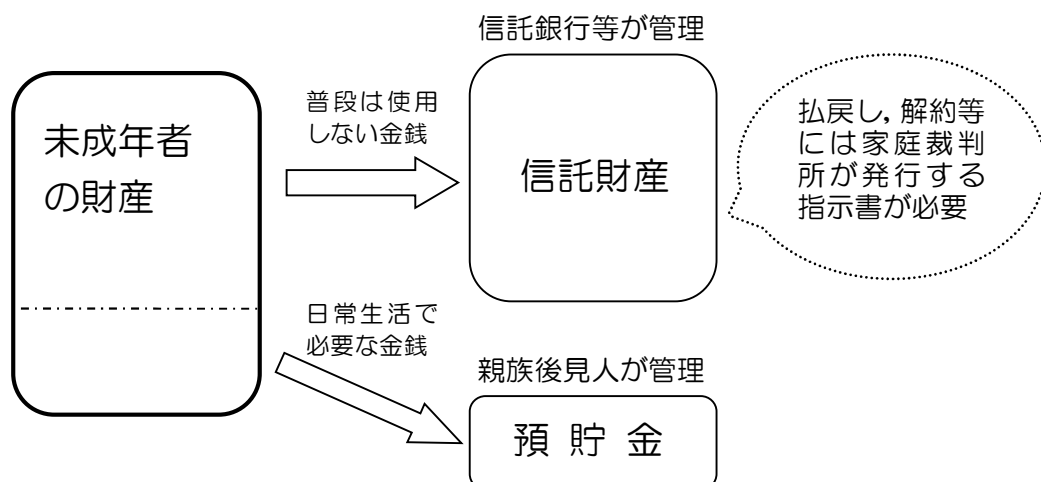 信託銀行等が管理
未成年者
の財産
普段は使用
しない金銭
信託財産
払戻し,解約等
には家庭裁判
所が発行する
指示書が必要
日常生活で
必要な金銭
親族後見人が管理
預貯金